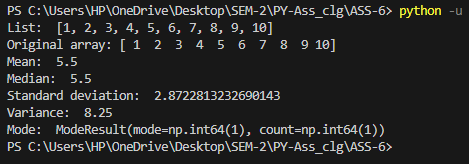 PS C:\Users\HP\OneDrive\Desktop\SEM-2\PY-Ass_clg\ASS-6> python -u
List:  [1, 2, 3, 4, 5, 6, 7, 8, 9, 10]
Original array: [ 1  2  3  4  5  6  7  8  9 10]
Mean:  5.5
Median:  5.5
Standard deviation:  2.8722813232690143
Variance:  8.25
Mode:  ModeResult(mode=np.int64(1), count=np.int64(1))
PS C:\Users\HP\OneDrive\Desktop\SEM-2\PY-Ass_clg\ASS-6>